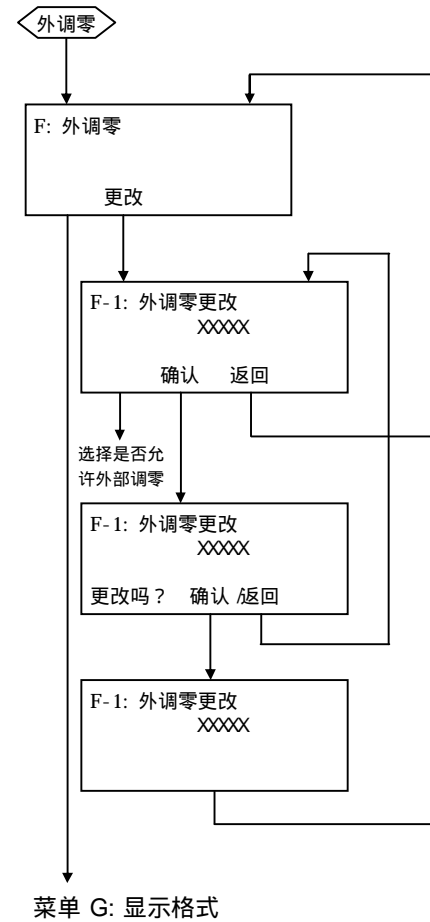 外调零
F: 外调零
更改
F-1: 外调零更改
XXXXX
确认 返回
选择是否允
许外部调零
F-1: 外调零更改
XXXXX
更改吗？ 确认 /返回
F-1: 外调零更改
XXXXX
菜单 G: 显示格式